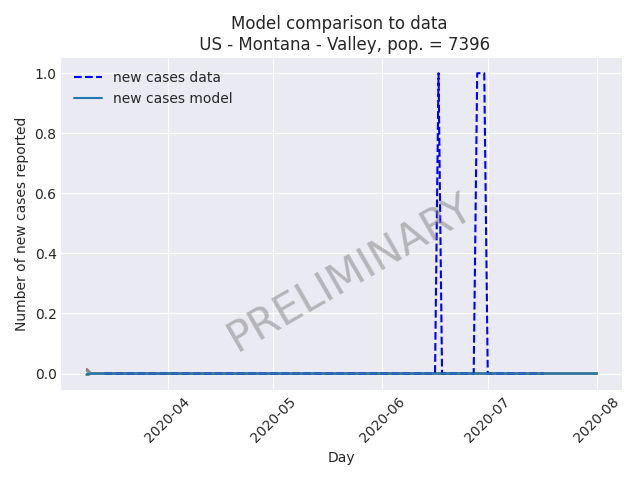 Model comparison to data
US - Montana - Valley, pop. = 7396
new cases data
new cases model
Number of new cases reported
1.0
0.8
0.6
0.4
0.2
0.0
PRELIMINARY
2020-04
2020-05
2020-06
2020-07
2020-08
Day